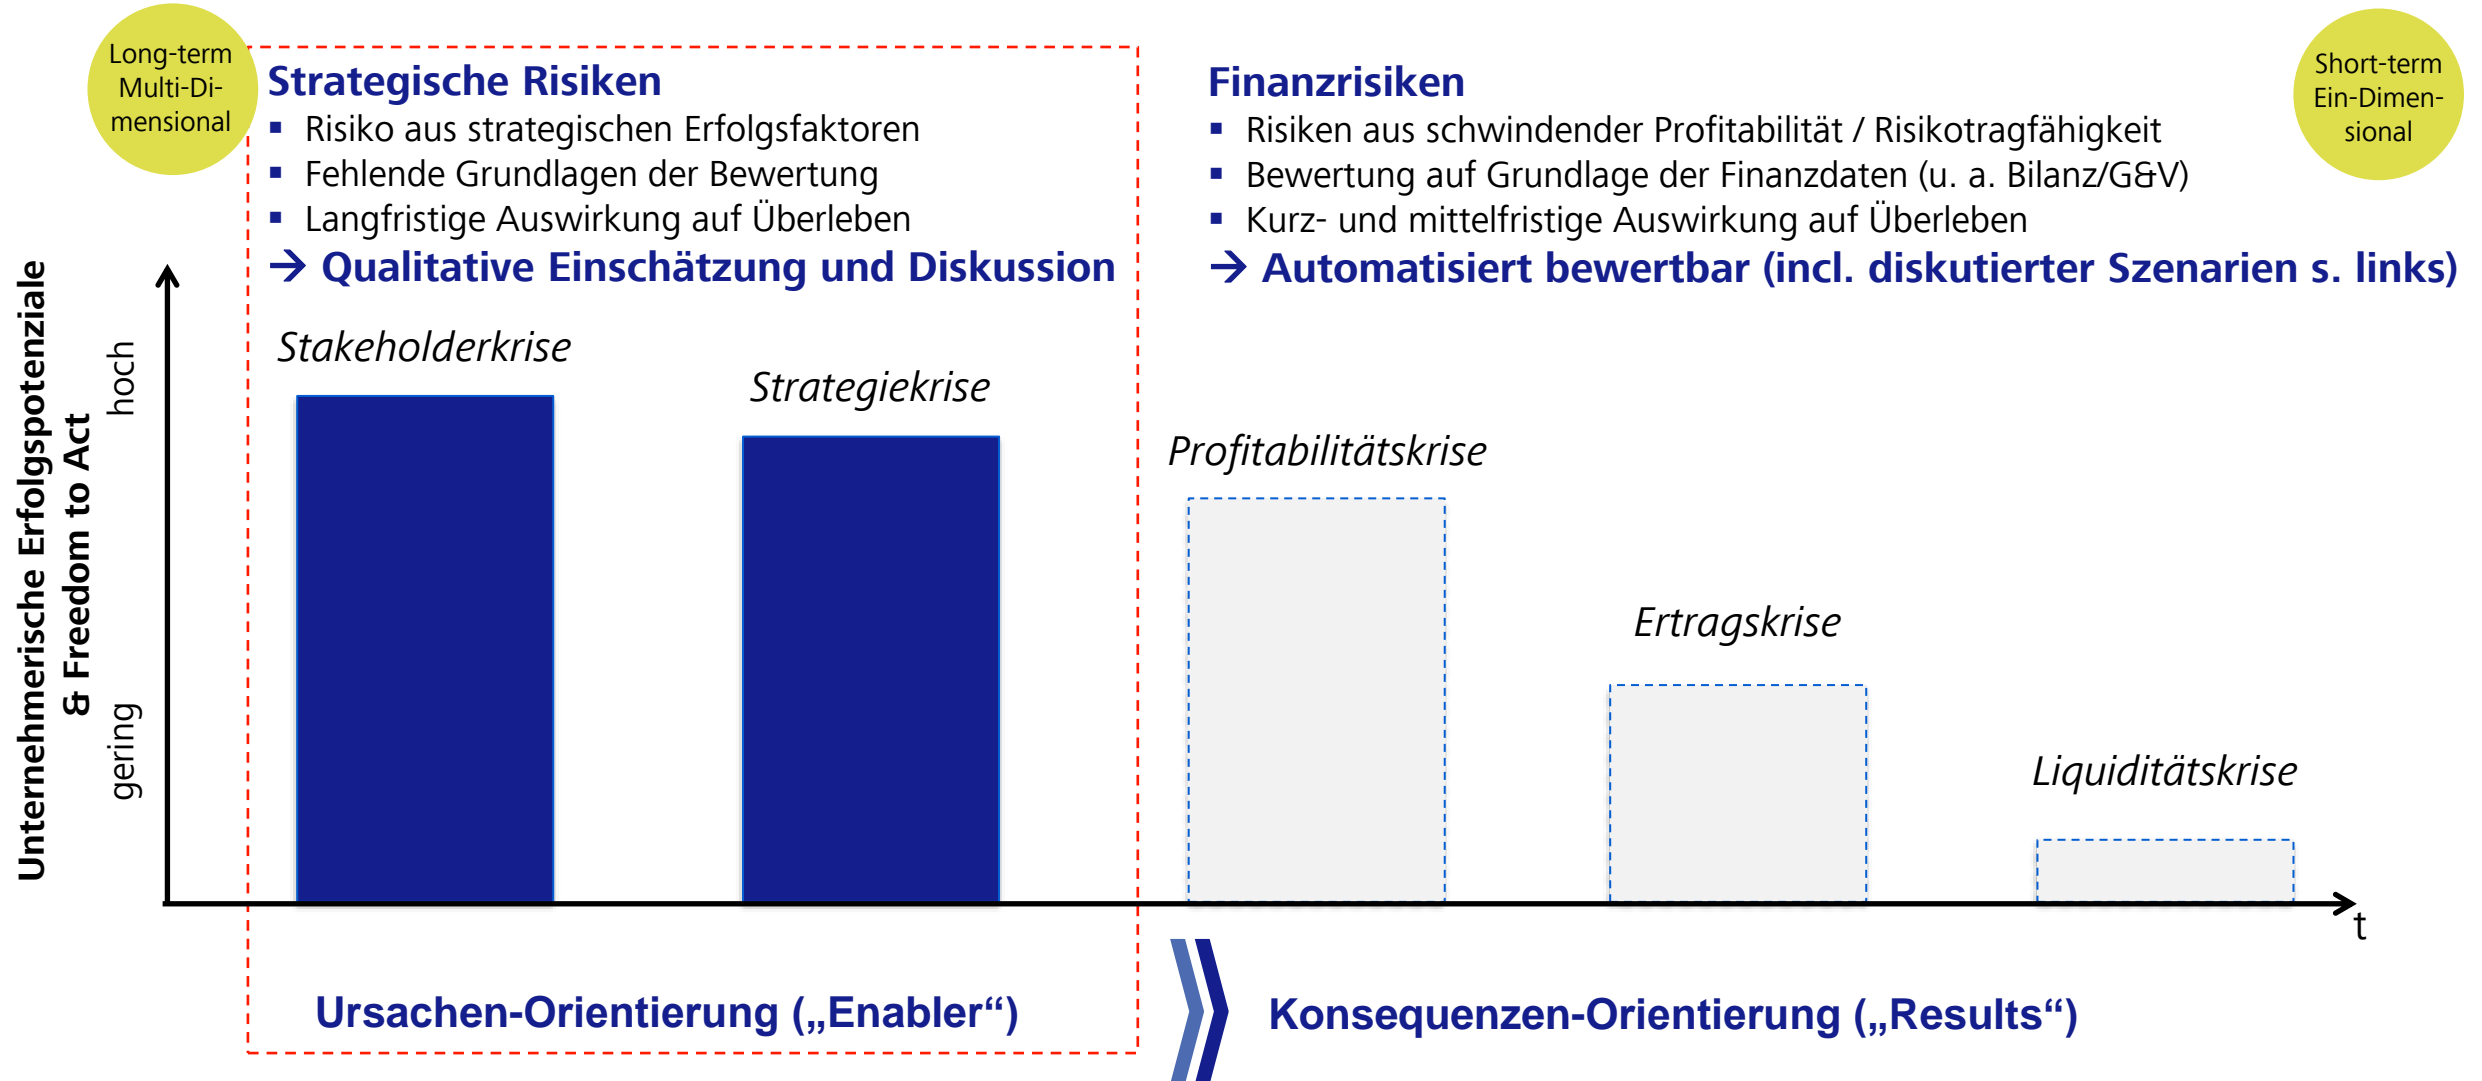 Long-term
Multi-Di-
mensional
Strategische Risiken
▪ Risiko aus strategischen Erfolgsfaktoren
▪ Fehlende Grundlagen der Bewertung
▪ Langfristige Auswirkung auf Überleben
→ Qualitative Einschätzung und Diskussion
Finanzrisiken
▪ Risiken aus schwindender Profitabilität / Risikotragfähigkeit
▪ Bewertung auf Grundlage der Finanzdaten (u. a. Bilanz/G&V)
▪ Kurz- und mittelfristige Auswirkung auf Überleben
→ Automatisiert bewertbar (incl. diskutierter Szenarien s. links)
Short-term
Ein-Dimen-
sional
Unternehmerische Erfolgspotenziale
& Freedom to Act
hoch
gering
Stakeholderkrise
Strategiekrise
Profitabilitätskrise
Ertragskrise
Liquiditätskrise
t
Ursachen-Orientierung („Enabler“)
Konsequenzen-Orientierung („Results“)